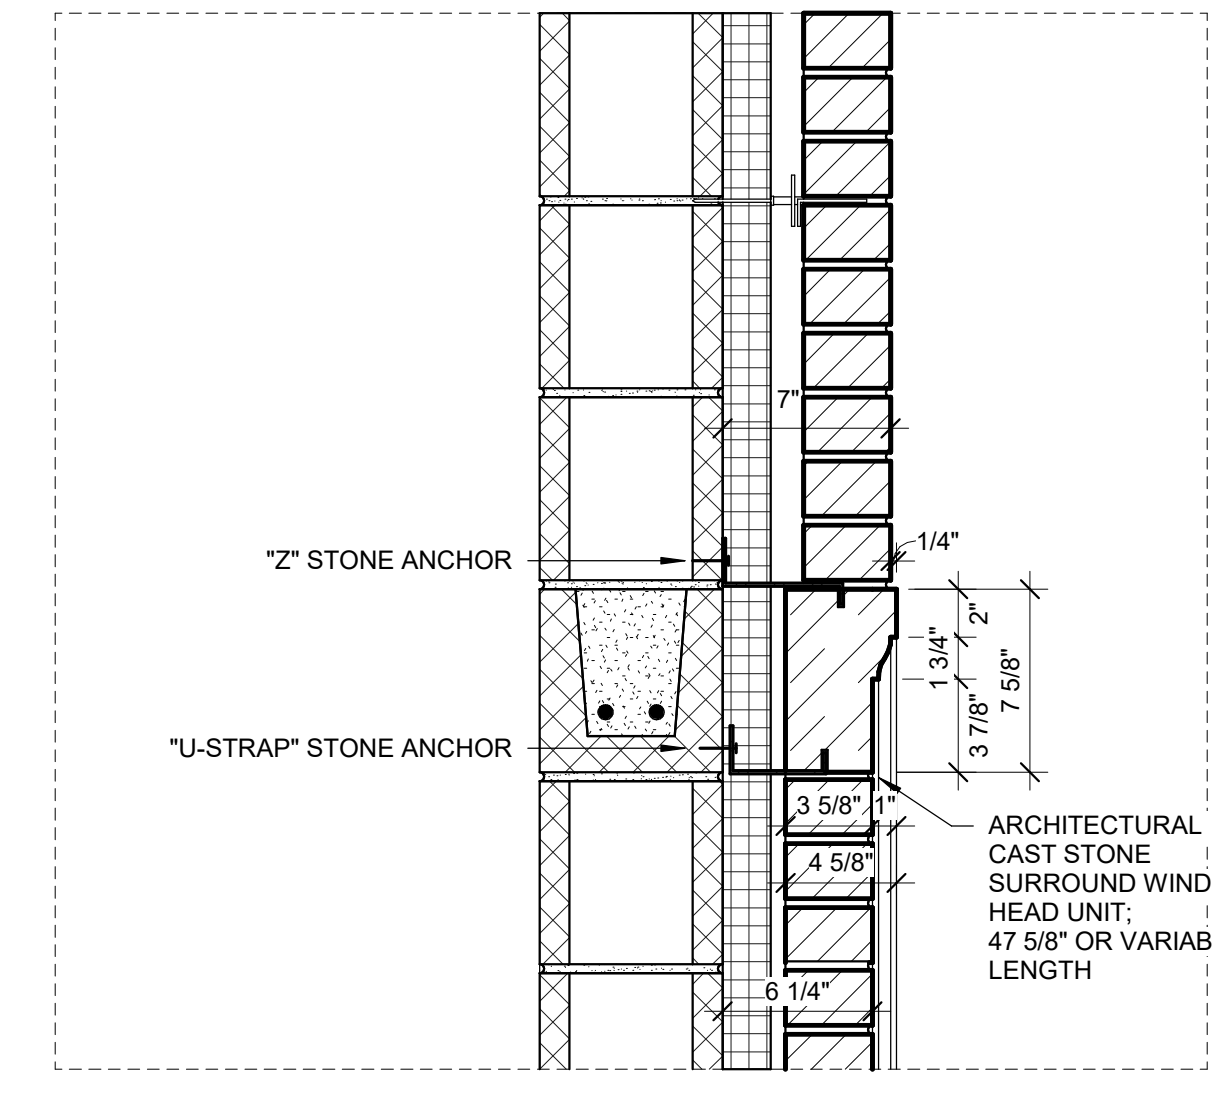 7"
"Z" STONE ANCHOR
1/4"
2"
1 3/4"
7 5/8"
3 7/8"
"U-STRAP" STONE ANCHOR
3 5/8"
1"
4 5/8"
6 1/4"
ARCHITECTURAL
CAST STONE
SURROUND WIND
HEAD UNIT;
47 5/8" OR VARIAB
LENGTH